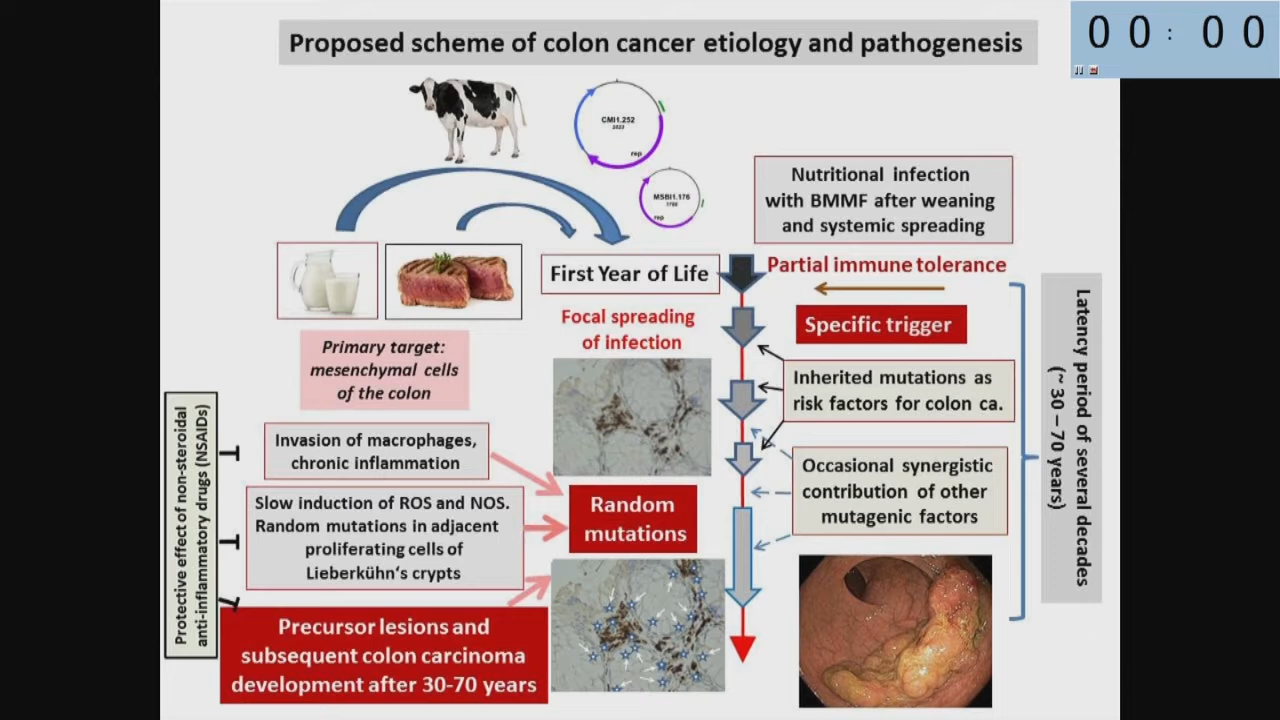 Proposed scheme of colon cancer etiology and pathogenesis
00:00
CMI1.252
rep
MSBI1.176
rep
Nutritional infection
with BMMF after weaning
and systemic spreading
First Year of Life
Partial immune tolerance
Specific trigger
Focal spreading
of infection
Primary target:
mesenchymal cells
of the colon
Inherited mutations as
risk factors for colon ca.
Latency period of several decades
(~ 30 – 70 years)
Protective effect of non-steroidal
anti-inflammatory drugs (NSAIDs)
Invasion of macrophages,
chronic inflammation
Slow induction of ROS and NOS.
Random mutations in adjacent
proliferating cells of
Lieberkühn‘s crypts
Random
mutations
Occasional synergistic
contribution of other
mutagenic factors
Precursor lesions and
subsequent colon carcinoma
development after 30-70 years